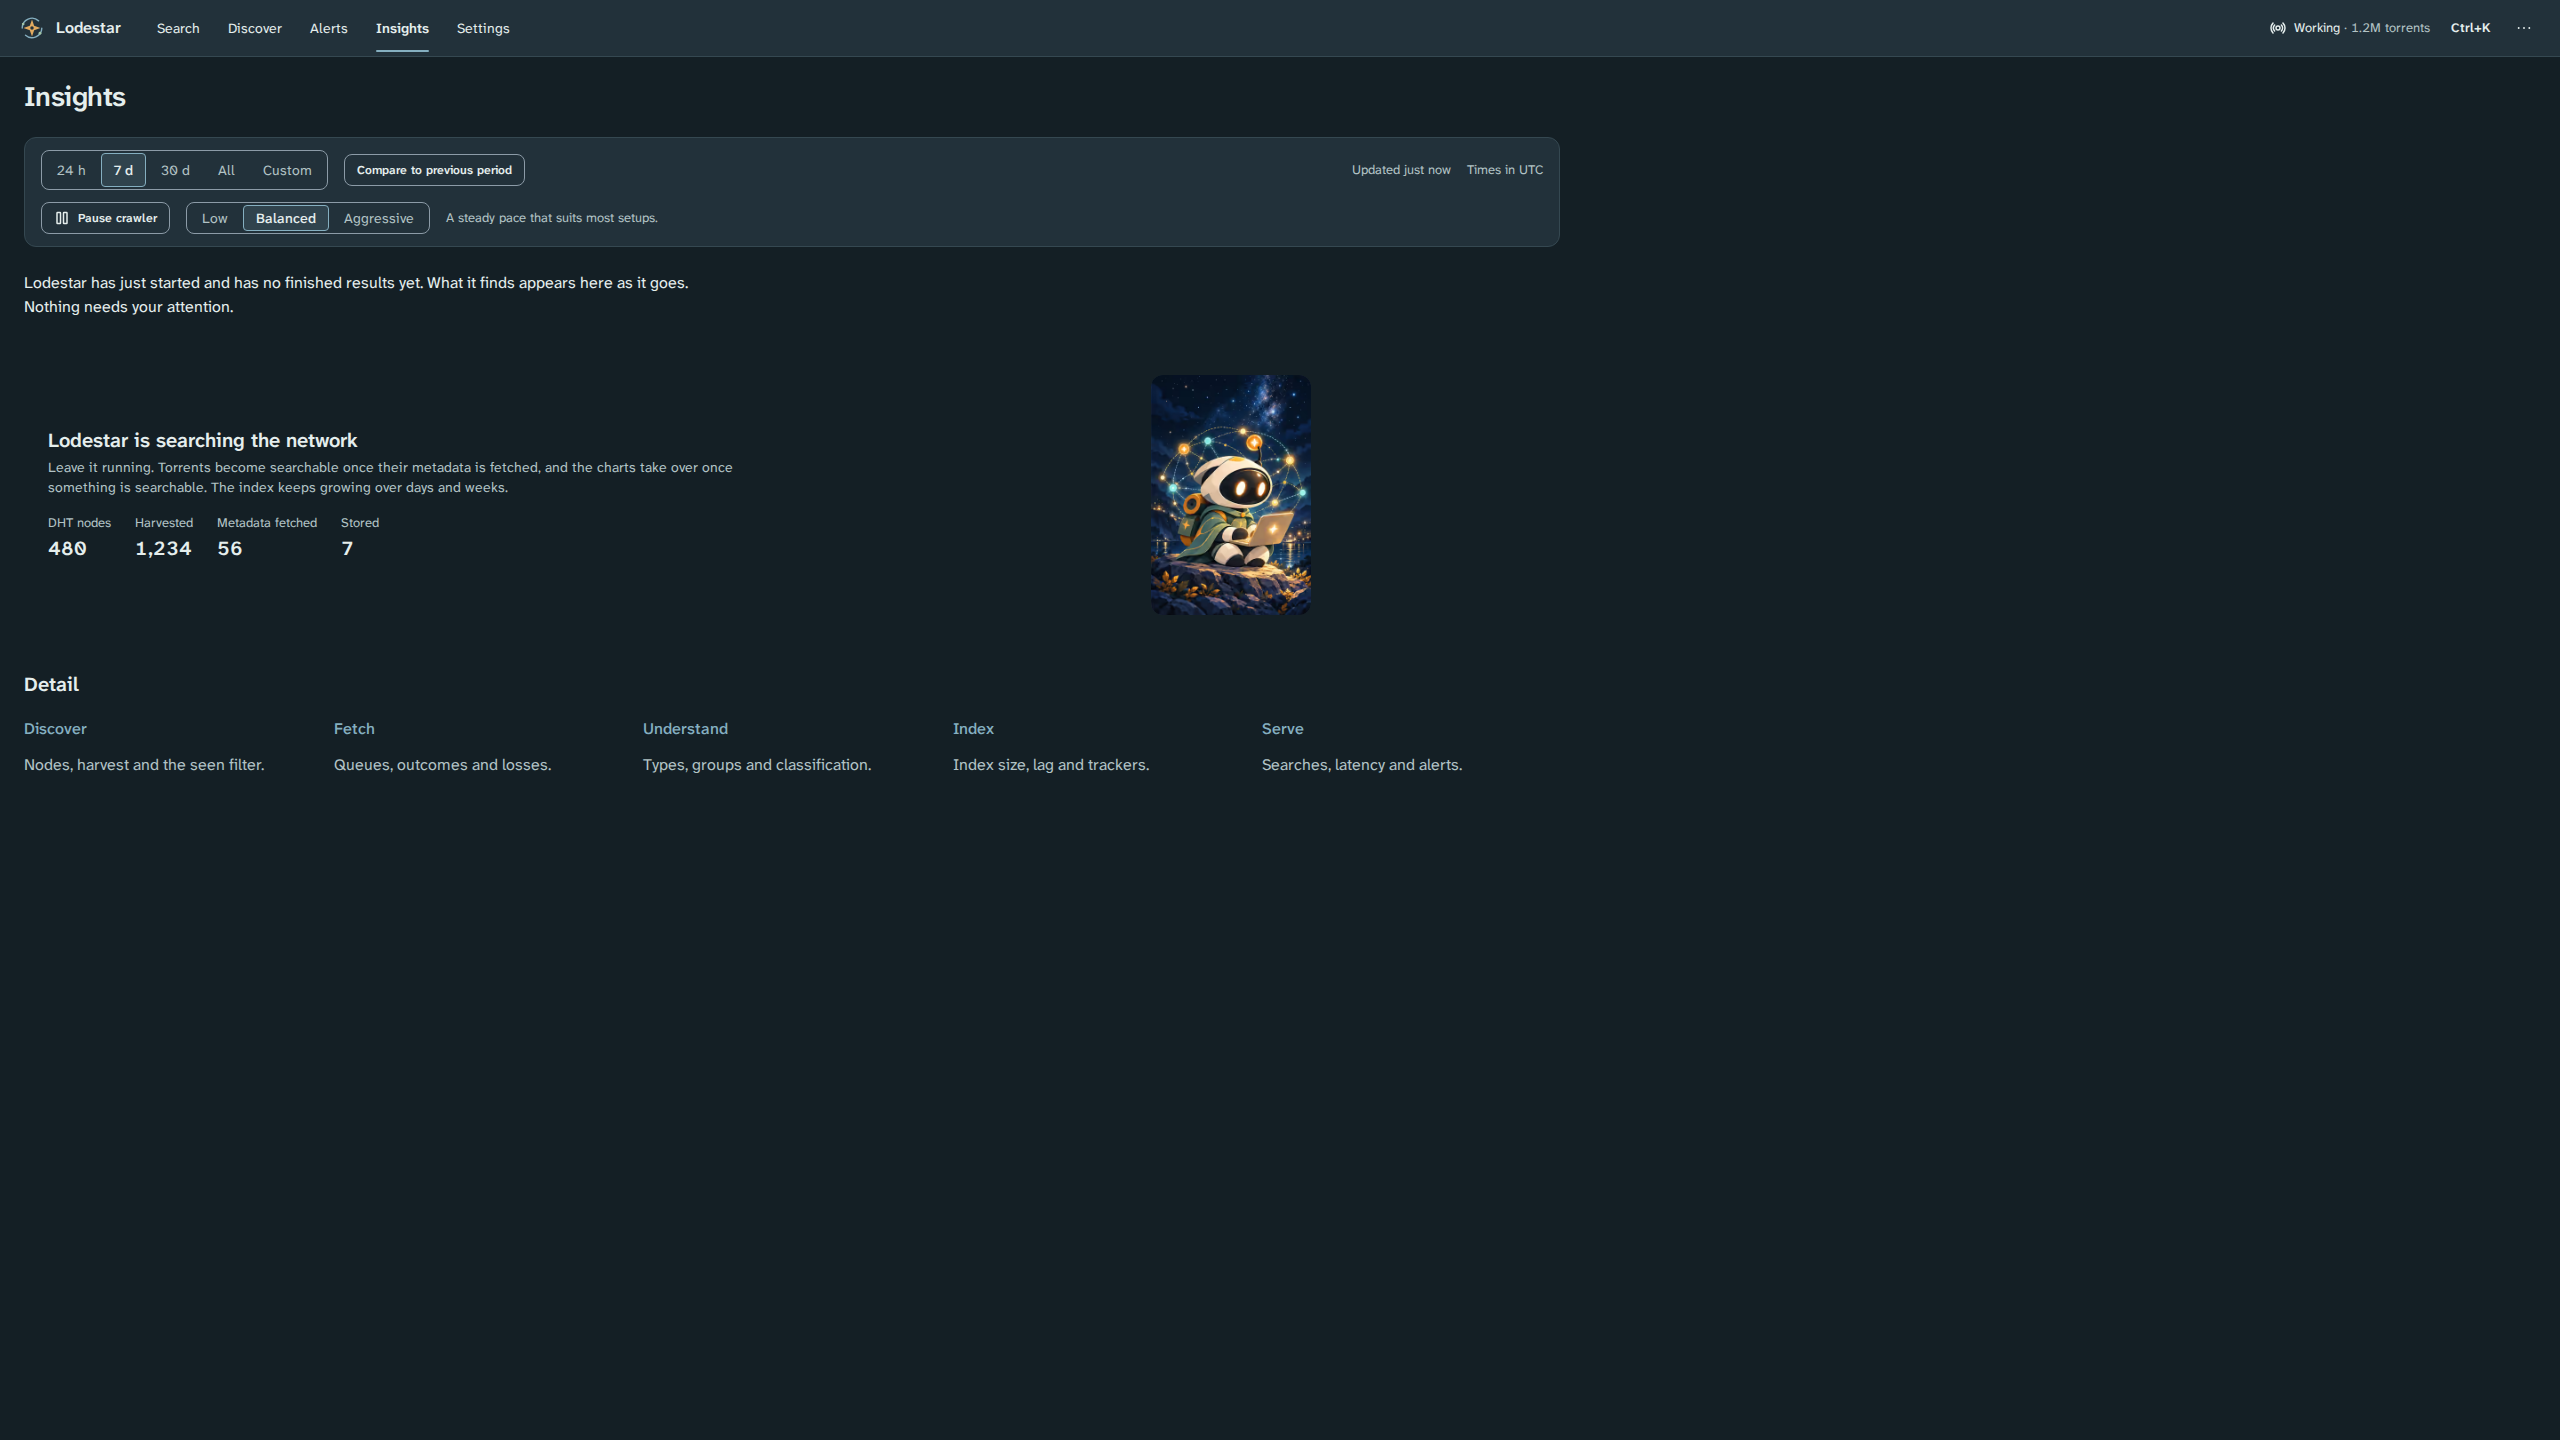 Lodestar Search Discover Alerts Insights Settings Working · 1.2M torrents Ctrl+K ···
Insights
24 h 7 d 30 d All Custom Compare to previous period Updated just now Times in UTC
Pause crawler Low Balanced Aggressive A steady pace that suits most setups.
Lodestar has just started and has no finished results yet. What it finds appears here as it goes.
Nothing needs your attention.
Lodestar is searching the network
Leave it running. Torrents become searchable once their metadata is fetched, and the charts take over once
something is searchable. The index keeps growing over days and weeks.
DHT nodes Harvested Metadata fetched Stored
480 1,234 56 7
Detail
Discover Fetch Understand Index Serve
Nodes, harvest and the seen filter. Queues, outcomes and losses. Types, groups and classification. Index size, lag and trackers. Searches, latency and alerts.